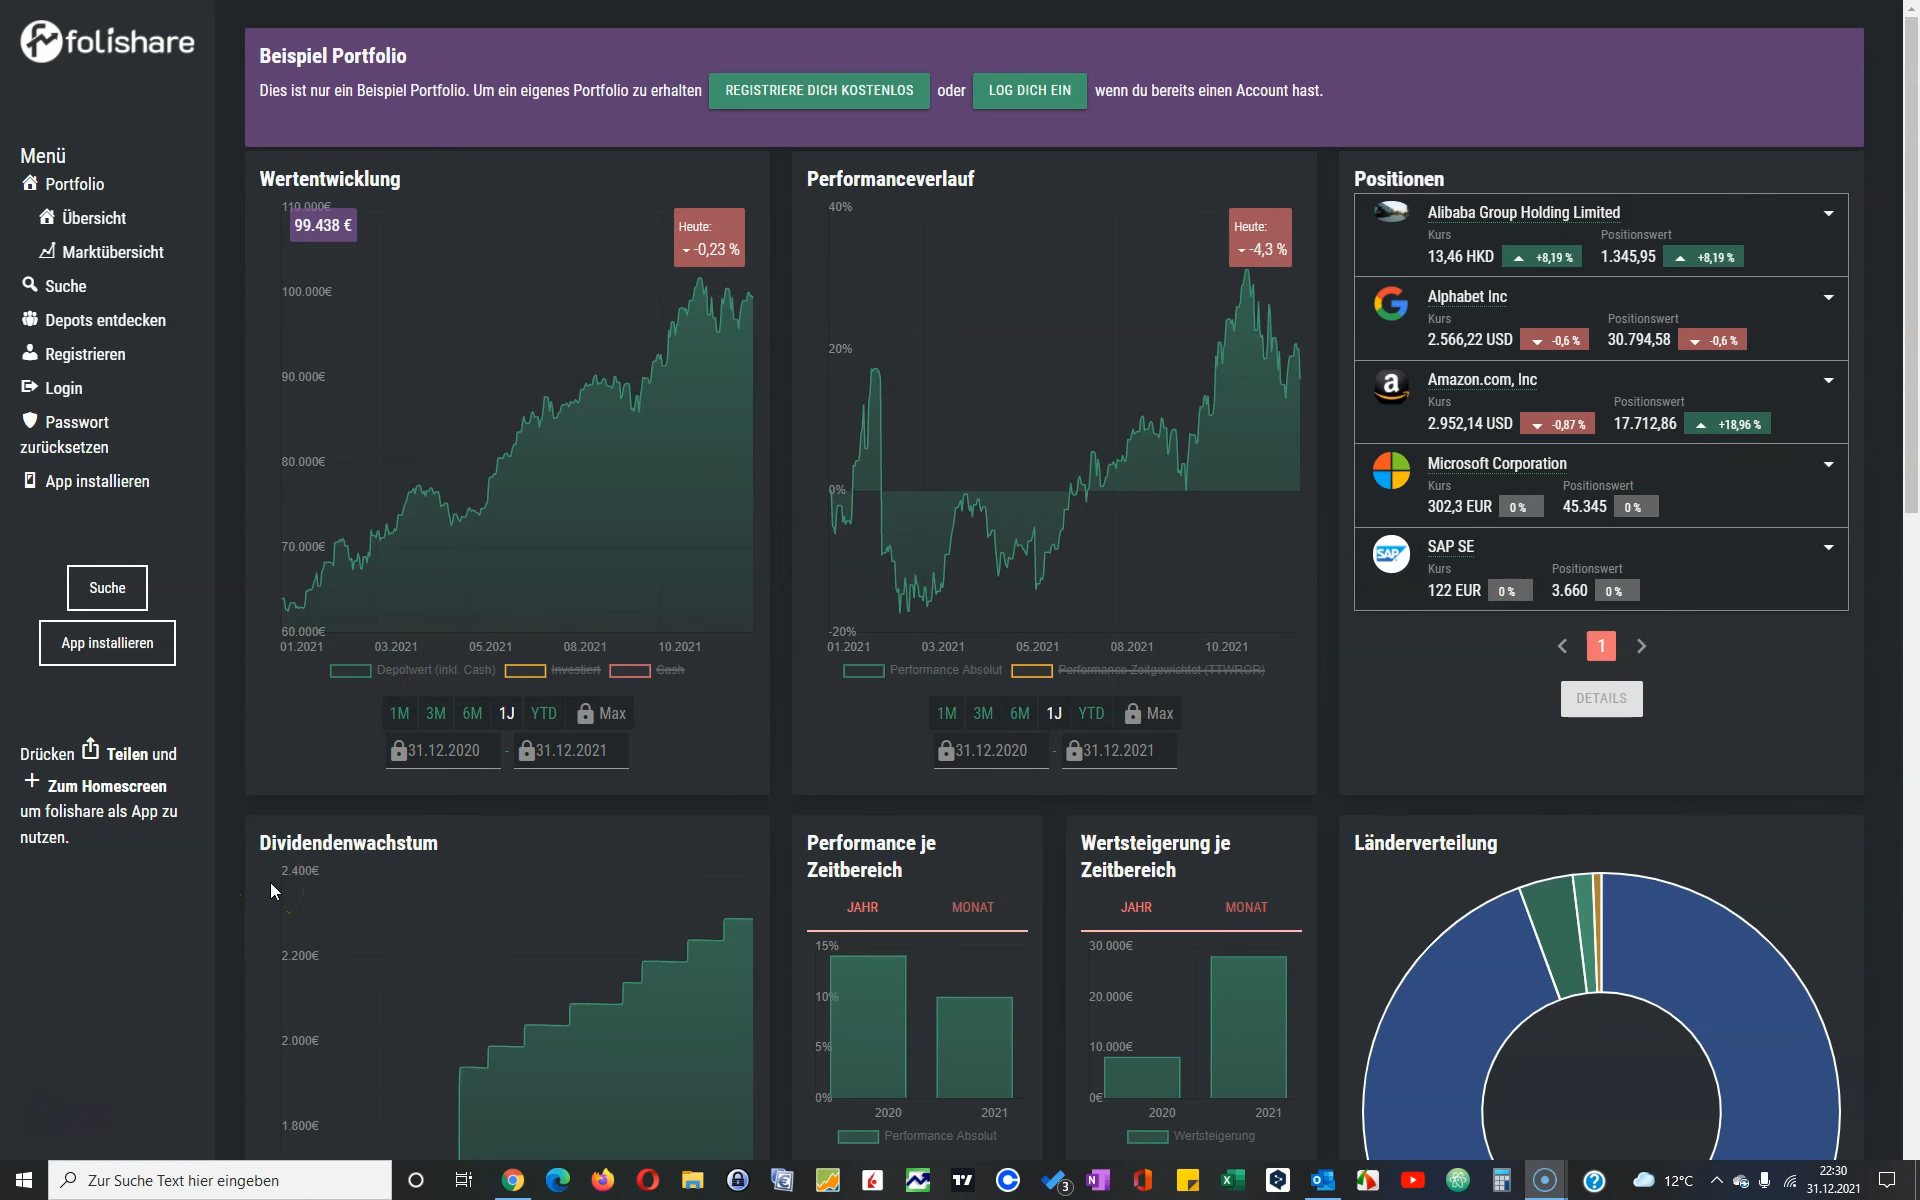 folishare
Menü
Portfolio
Übersicht
Marktübersicht
Suche
Depots entdecken
Registrieren
Login
Passwort
zurücksetzen
App installieren
Suche
App installieren
Drücken Teilen und
Zum Homescreen
um folishare als App zu
nutzen.
Beispiel Portfolio
Dies ist nur ein Beispiel Portfolio. Um ein eigenes Portfolio zu erhalten REGISTRIERE DICH KOSTENLOS oder LOG DICH EIN wenn du bereits einen Account hast.
Wertentwicklung
110.000€
99.438 €
Heute:
-0,23 %
100.000€
90.000€
80.000€
70.000€
60.000€
01.2021 03.2021 05.2021 08.2021 10.2021
Depotwert (inkl. Cash) Investiert Cash
1M 3M 6M 1J YTD Max
31.12.2020 - 31.12.2021
Performanceverlauf
40%
Heute:
-4,3 %
20%
0%
-20%
01.2021 03.2021 05.2021 08.2021 10.2021
Performance Absolut Performance Zeitgewichtet (TTWROR)
1M 3M 6M 1J YTD Max
31.12.2020 - 31.12.2021
Positionen
Alibaba Group Holding Limited
Kurs Positionswert
13,46 HKD +8,19 % 1.345,95 +8,19 %
Alphabet Inc
Kurs Positionswert
2.566,22 USD -0,6 % 30.794,58 -0,6 %
Amazon.com, Inc
Kurs Positionswert
2.952,14 USD -0,87 % 17.712,86 +18,96 %
Microsoft Corporation
Kurs Positionswert
302,3 EUR 0 % 45.345 0 %
SAP
SAP SE
Kurs Positionswert
122 EUR 0 % 3.660 0 %
1
DETAILS
Dividendenwachstum
2.400€
2.200€
2.000€
1.800€
Performance je
Zeitbereich
JAHR MONAT
15%
10%
5%
0%
2020 2021
Performance Absolut
Wertsteigerung je
Zeitbereich
JAHR MONAT
30.000€
20.000€
10.000€
0€
2020 2021
Wertsteigerung
Länderverteilung
Zur Suche Text hier eingeben
3
12°C
22:30
31.12.2021